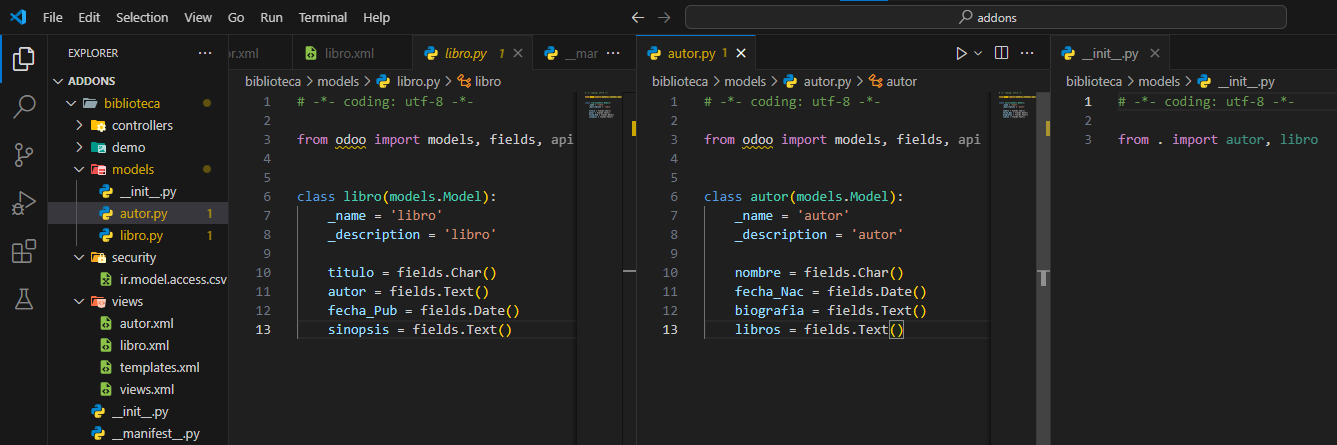 File Edit Selection View Go Run Terminal Help
addons
EXPLORER
ADDONS
biblioteca
controllers
demo
models
__init__.py
autor.py 1
libro.py 1
security
ir.model.access.csv
views
autor.xml
libro.xml
templates.xml
views.xml
__init__.py
__manifest__.py
or.xml libro.xml libro.py 1 __mar
biblioteca > models > libro.py > libro
1 # -*- coding: utf-8 -*-
2
3 from odoo import models, fields, api
4
5
6 class libro(models.Model):
7 _name = 'libro'
8 _description = 'libro'
9
10 titulo = fields.Char()
11 autor = fields.Text()
12 fecha_Pub = fields.Date()
13 sinopsis = fields.Text()
autor.py 1
biblioteca > models > autor.py > autor
1 # -*- coding: utf-8 -*-
2
3 from odoo import models, fields, api
4
5
6 class autor(models.Model):
7 _name = 'autor'
8 _description = 'autor'
9
10 nombre = fields.Char()
11 fecha_Nac = fields.Date()
12 biografia = fields.Text()
13 libros = fields.Text()
__init__.py
biblioteca > models > __init__.py
1 # -*- coding: utf-8 -*-
2
3 from . import autor, libro